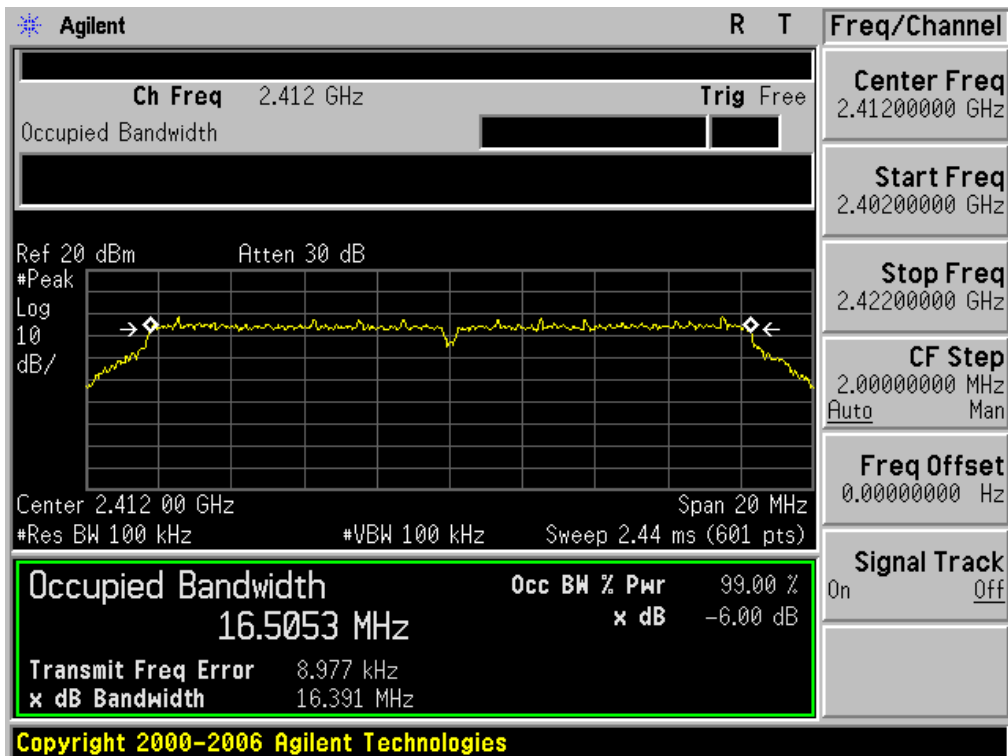 Agilent R T
Ch Freq 2.412 GHz Trig Free
Occupied Bandwidth
Ref 20 dBm Atten 30 dB
#Peak
Log
10
dB/
Center 2.412 00 GHz Span 20 MHz
#Res BW 100 kHz #VBW 100 kHz Sweep 2.44 ms (601 pts)
Occupied Bandwidth Occ BW % Pwr 99.00 %
16.5053 MHz x dB -6.00 dB
Transmit Freq Error 8.977 kHz
x dB Bandwidth 16.391 MHz
Copyright 2000-2006 Agilent Technologies
Freq/Channel
Center Freq
2.41200000 GHz
Start Freq
2.40200000 GHz
Stop Freq
2.42200000 GHz
CF Step
2.00000000 MHz
Auto Man
Freq Offset
0.00000000 Hz
Signal Track
On Off